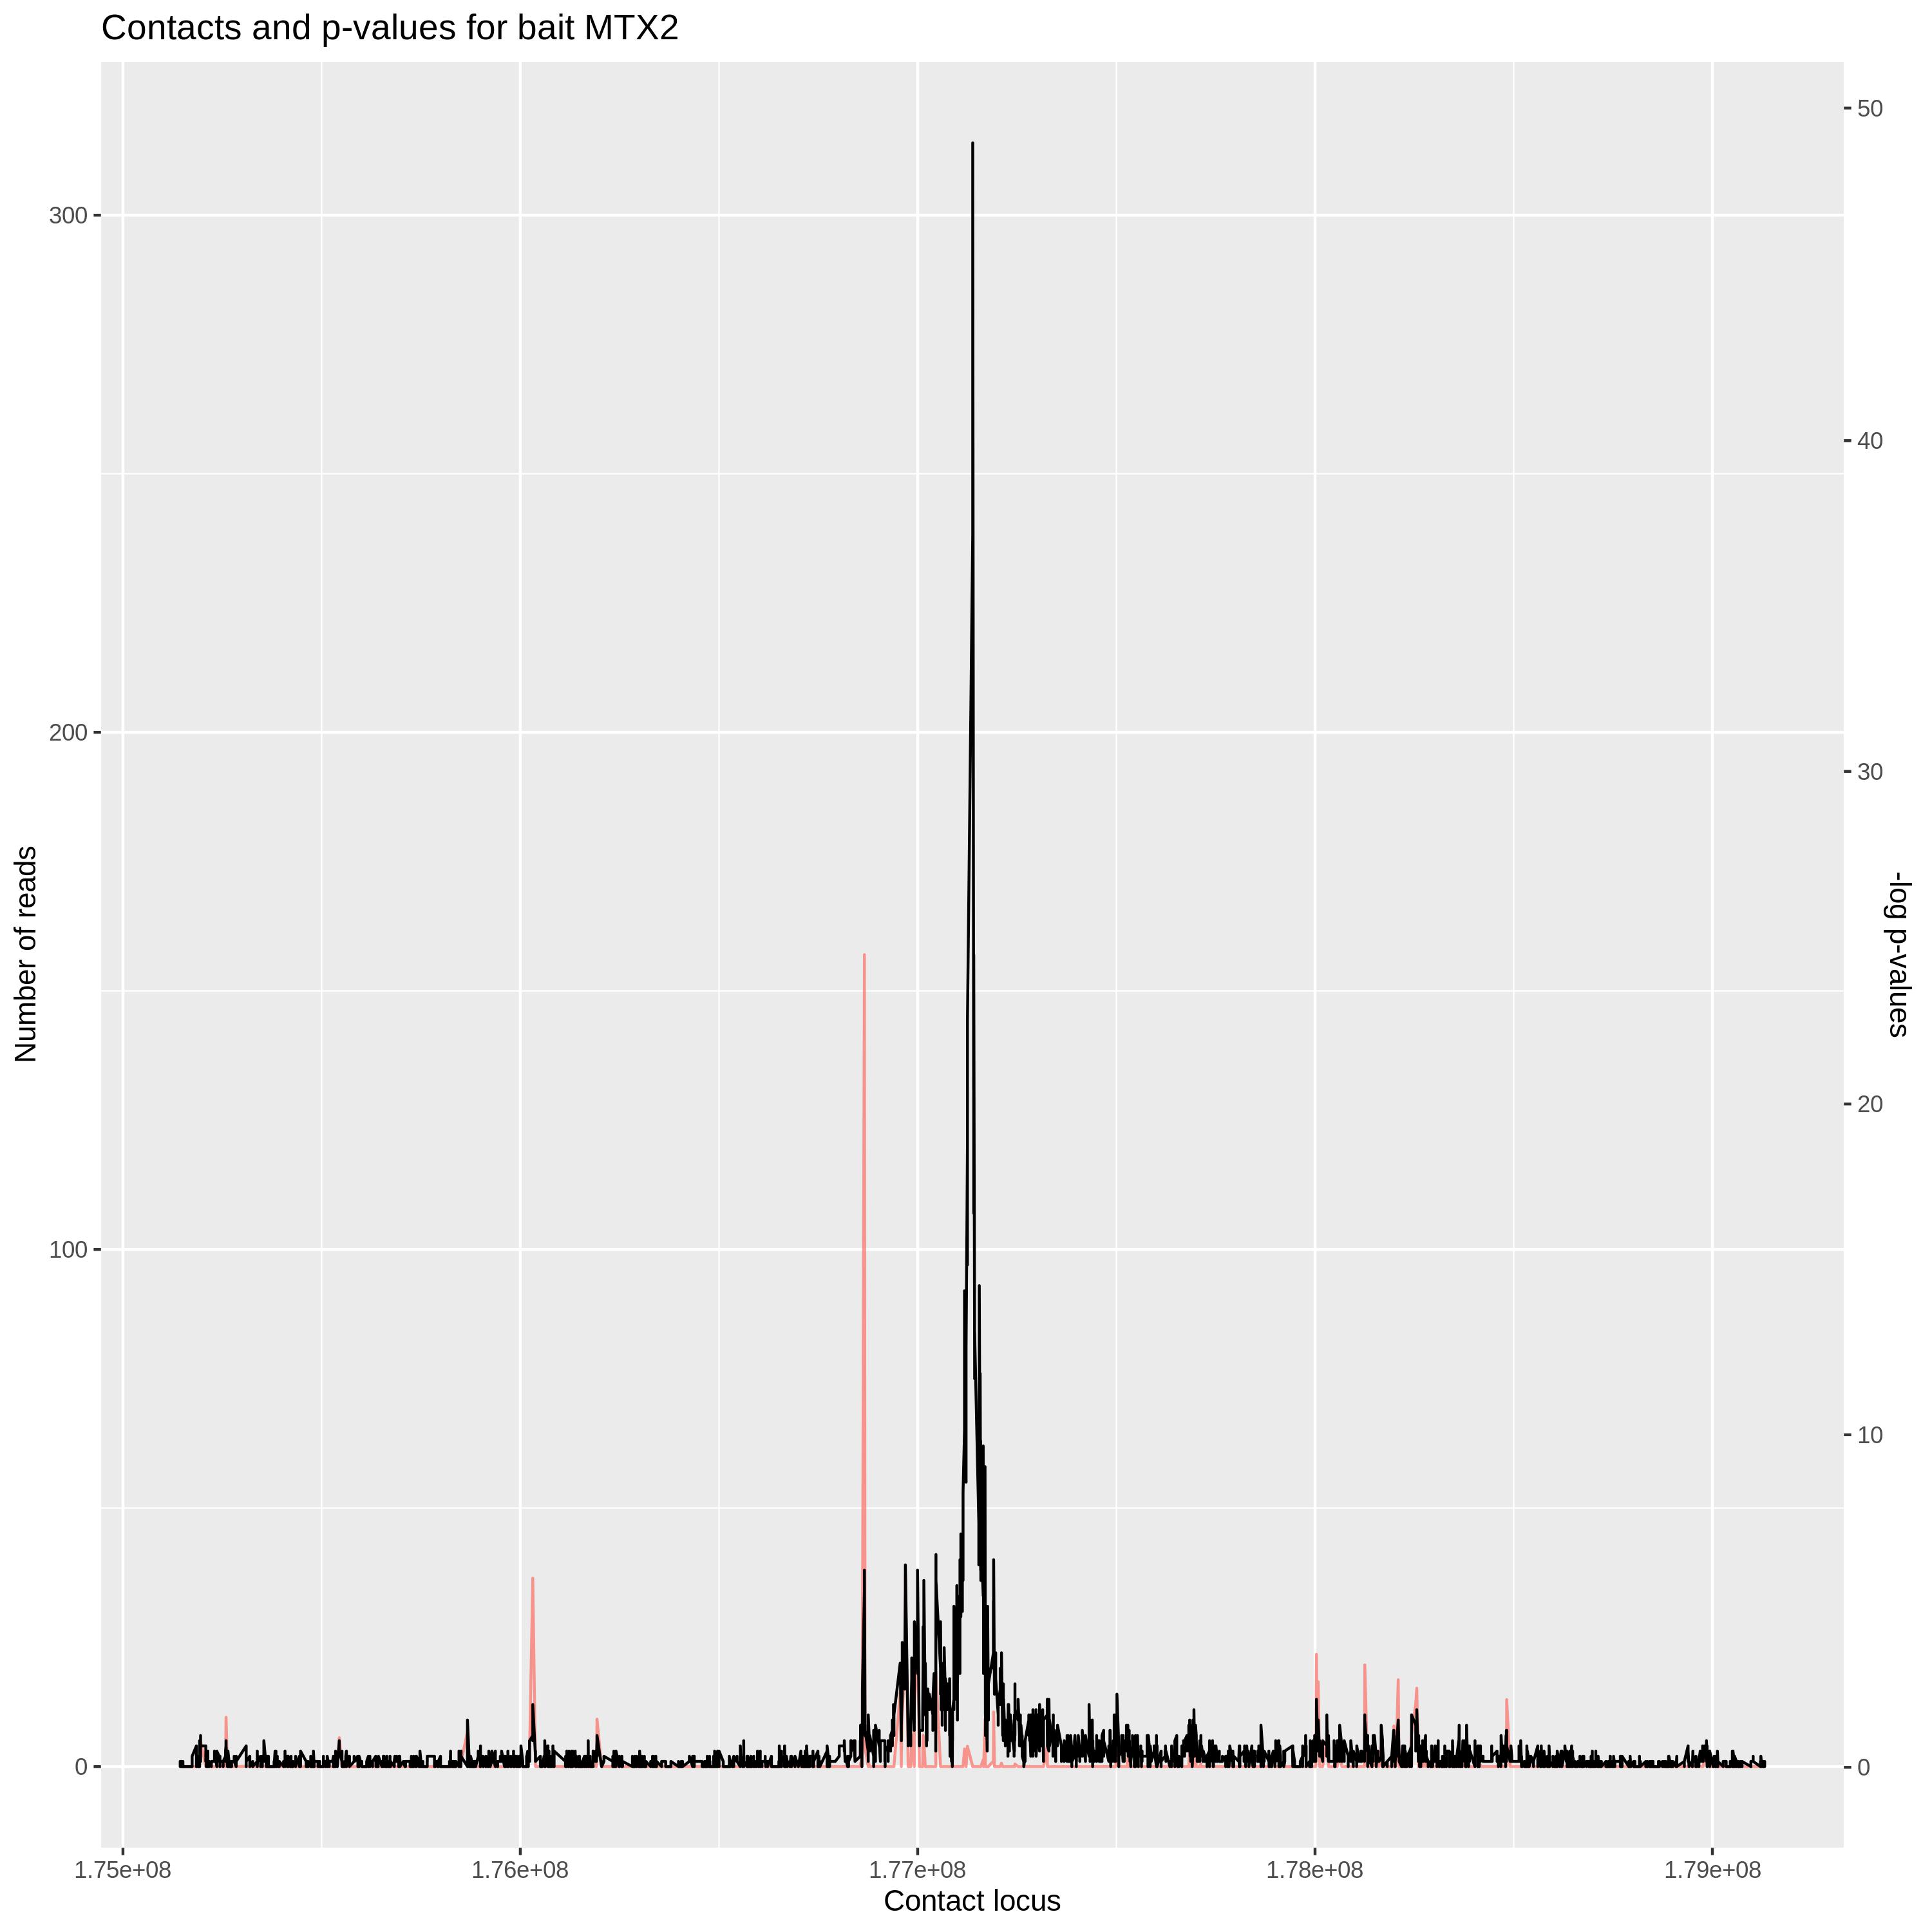 Contacts and p-values for bait MTX2
Number of reads
300
200
100
0
50
40
30
20
10
0
-log p-values
1.75e+08
1.76e+08
1.77e+08
1.78e+08
1.79e+08
Contact locus